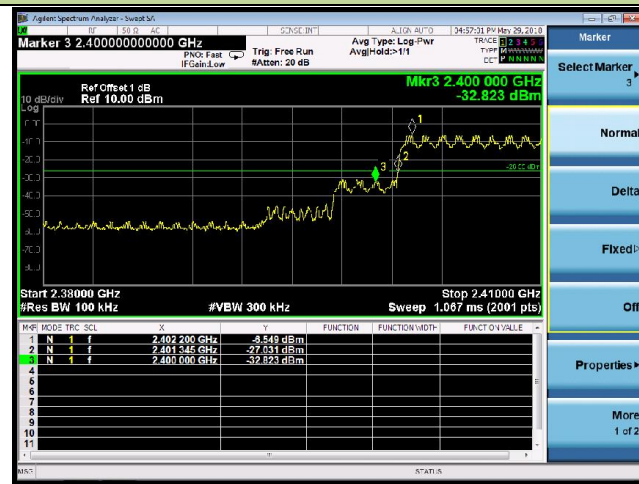 Agilent Spectrum Analyzer - Swept SA
RF 50 Ω AC SENSE:INT ALIGN AUTO 04:57:01 PM May 29, 2018
Marker 3 2.400000000000 GHz
PNO: Fast
IFGain:Low
Trig: Free Run
#Atten: 20 dB
Avg Type: Log-Pwr
Avg|Hold:>1/1
TRACE 1 2 3 4 5
TYPE M
DET P N N N N
Marker
Select Marker
3
Normal
Delta
Fixed
Off
Properties
More
1 of 2
Ref Offset 1 dB
10 dB/div Ref 10.00 dBm
Log
Mkr3 2.400 000 GHz
-32.823 dBm
1
2
3
Start 2.38000 GHz
#Res BW 100 kHz
#VBW 300 kHz
Stop 2.41000 GHz
Sweep 1.067 ms (2001 pts)
MKR MODE TRC SCL X Y FUNCTION FUNCTION WIDTH FUNCTION VALUE
1 N 1 f 2.402 200 GHz -8.549 dBm
2 N 1 f 2.401 345 GHz -27.031 dBm
3 N 1 f 2.400 000 GHz -32.823 dBm
4
5
6
7
8
9
10
11
MSG
STATUS